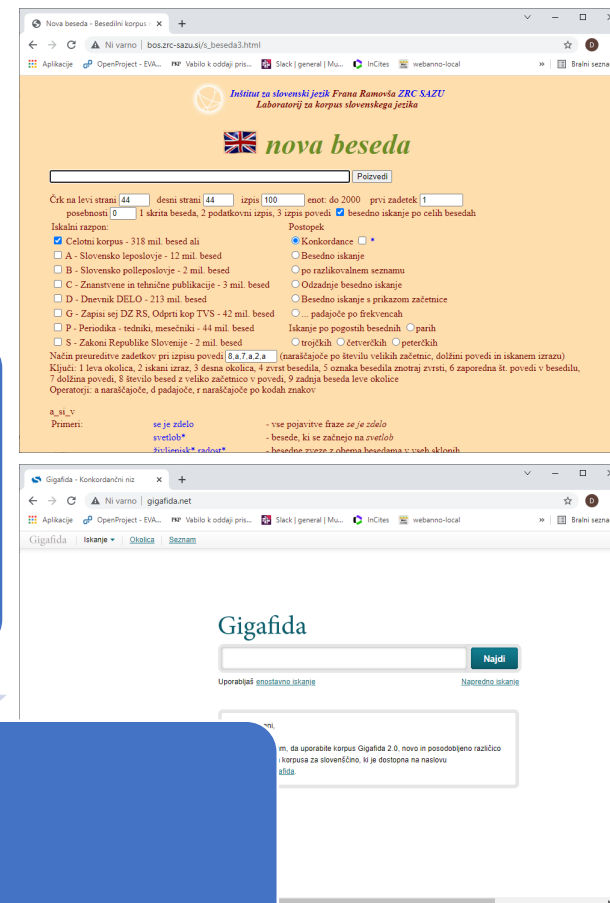 Nova beseda - Besedilni korpus
Ni varno | bos.zrc-sazu.si/s_beseda3.html
D
Aplikacije OpenProject - EVA... PKP Vabilo k oddaji pris... Slack | general | Mu... InCites webanno-local » Bralni sezna
Inštitut za slovenski jezik Frana Ramovša ZRC SAZU
Laboratorij za korpus slovenskega jezika
nova beseda
Poizvedi
Črk na levi strani 44 desni strani 44 izpis 100 enot: do 2000 prvi zadetek 1
posebnosti 0 1 skrita beseda, 2 podatkovni izpis, 3 izpis povedi besedno iskanje po celih besedah
Iskalni razpon: Postopek
Celotni korpus - 318 mil. besed ali Konkordance *
A - Slovensko leposlovje - 12 mil. besed Besedno iskanje
B - Slovensko polleposlovje - 2 mil. besed po razlikovalnem seznamu
C - Znanstvene in tehnične publikacije - 3 mil. besed Odzadnje besedno iskanje
D - Dnevnik DELO - 213 mil. besed Besedno iskanje s prikazom začetnice
G - Zapisi sej DZ RS, Odprti kop TVS - 42 mil. besed ... padajoče po frekvencah
P - Periodika - tedniki, mesečniki - 44 mil. besed Iskanje po pogostih besednih parih
S - Zakoni Republike Slovenije - 2 mil. besed trojčkih četverčkih peterčkih
Način preureditve zadetkov pri izpisu povedi 8,a,7,a,2,a (naraščajoče po številu velikih začetnic, dolžini povedi in iskanem izrazu)
Ključi: 1 leva okolica, 2 iskani izraz, 3 desna okolica, 4 zvrst besedila, 5 oznaka besedila znotraj zvrsti, 6 zaporedna št. povedi v besedilu,
7 dolžina povedi, 8 število besed z veliko začetnico v povedi, 9 zadnja beseda leve okolice
Operatorji: a naraščajoče, d padajoče, r naraščajoče po kodah znakov
a_si_v
Primeri: se je zdelo - vse pojavitve fraze se je zdelo
svetlob* - besede, ki se začnejo na svetlob
življenjsk* radost* - besedne zveze z obema besedama v vseh sklonih
Gigafida - Konkordančni niz
Ni varno | gigafida.net
D
Aplikacije OpenProject - EVA... PKP Vabilo k oddaji pris... Slack | general | Mu... InCites webanno-local » Bralni sezna
Gigafida Iskanje Okolica Seznam
Gigafida
Najdi
Uporabljaš enostavno iskanje Napredno iskanje
da uporabite korpus Gigafida 2.0, novo in posodobljeno različico
korpusa za slovenščino, ki je dostopna na naslovu